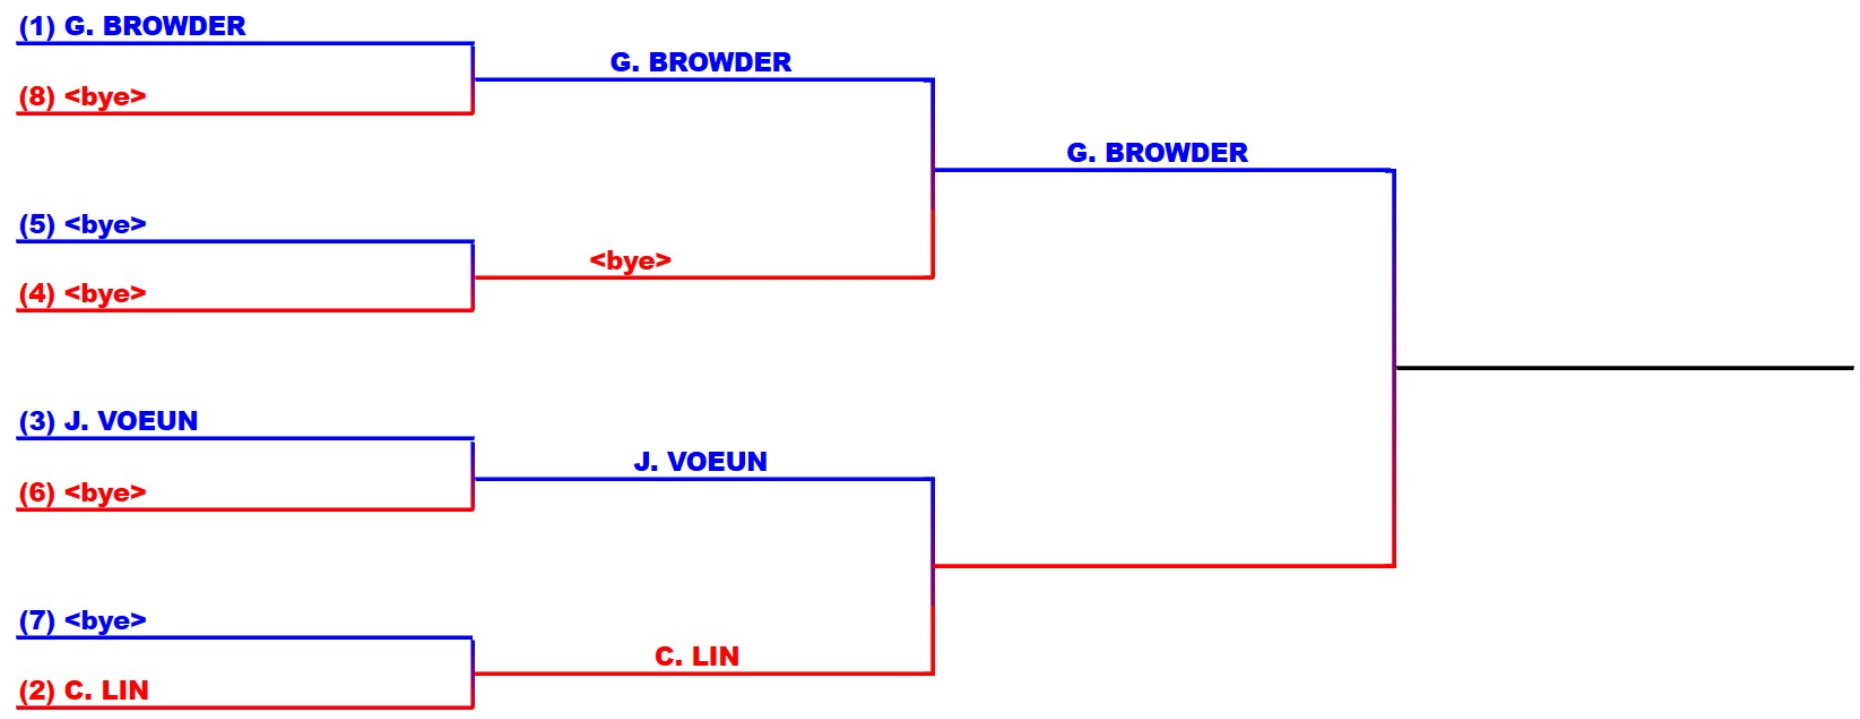 (1) G. BROWDER
(8) <bye>
(5) <bye>
(4) <bye>
(3) J. VOEUN
(6) <bye>
(7) <bye>
(2) C. LIN
G. BROWDER
<bye>
J. VOEUN
C. LIN
G. BROWDER